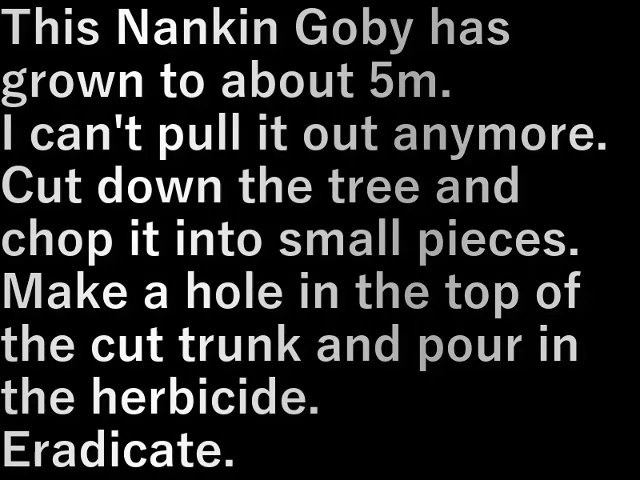 This Nankin Goby has
grown to about 5m.
I can't pull it out anymore.
Cut down the tree and
chop it into small pieces.
Make a hole in the top of
the cut trunk and pour in
the herbicide.
Eradicate.